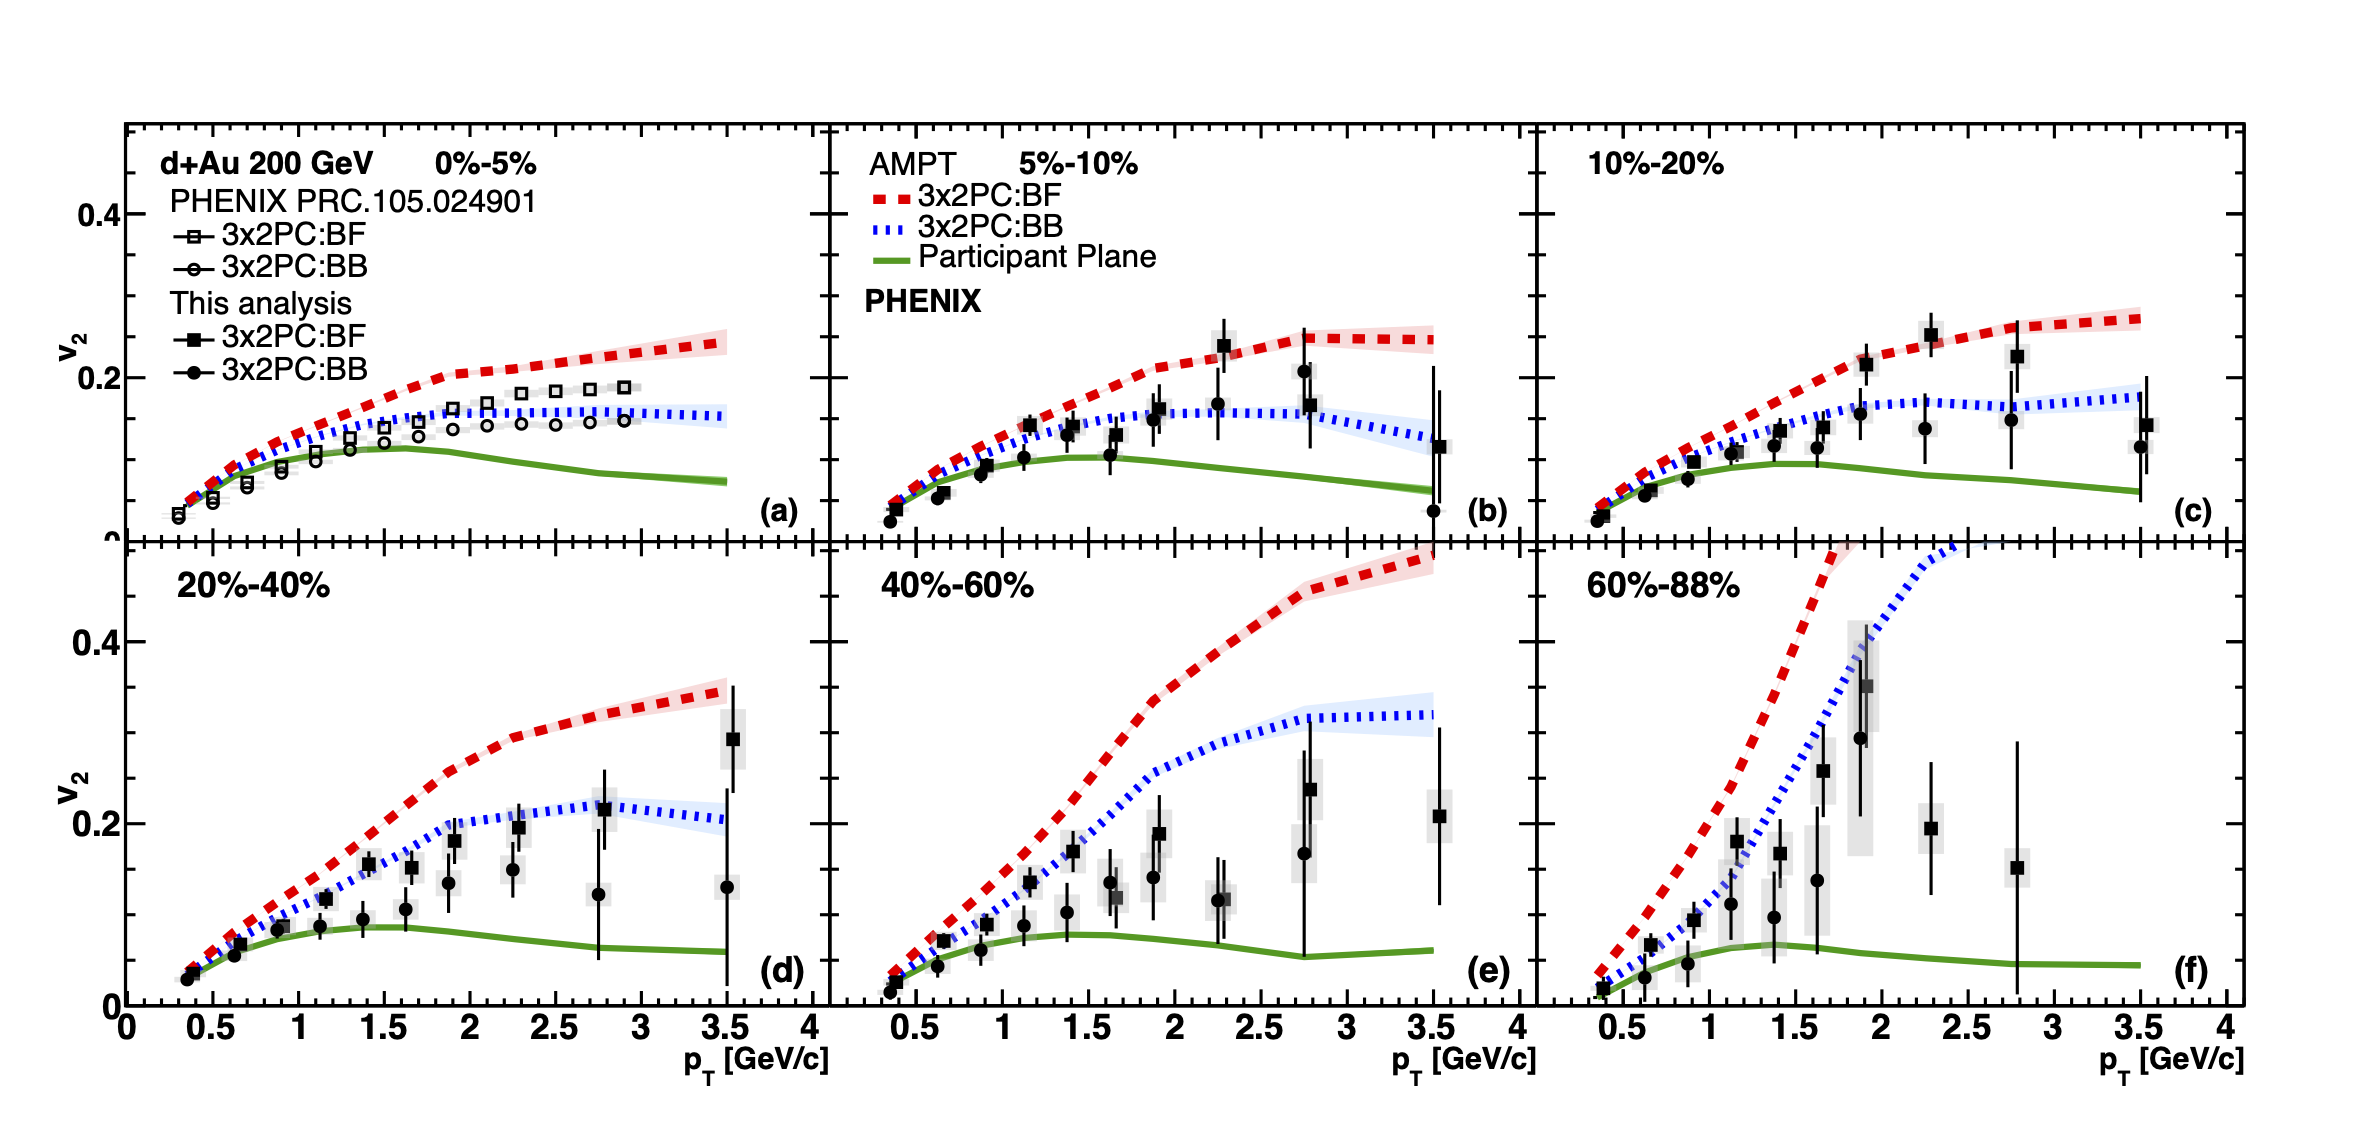 d+Au 200 GeV 0%-5%
PHENIX PRC.105.024901
3x2PC:BF
3x2PC:BB
This analysis
3x2PC:BF
3x2PC:BB
(a)
AMPT 5%-10%
3x2PC:BF
3x2PC:BB
Participant Plane
PHENIX
(b)
10%-20%
(c)
v2
0.4
0.2
0
20%-40%
(d)
40%-60%
(e)
60%-88%
(f)
v2
0.4
0.2
0
0 0.5 1 1.5 2 2.5 3 3.5 4
0.5 1 1.5 2 2.5 3 3.5 4
0.5 1 1.5 2 2.5 3 3.5 4
pT [GeV/c]
pT [GeV/c]
pT [GeV/c]